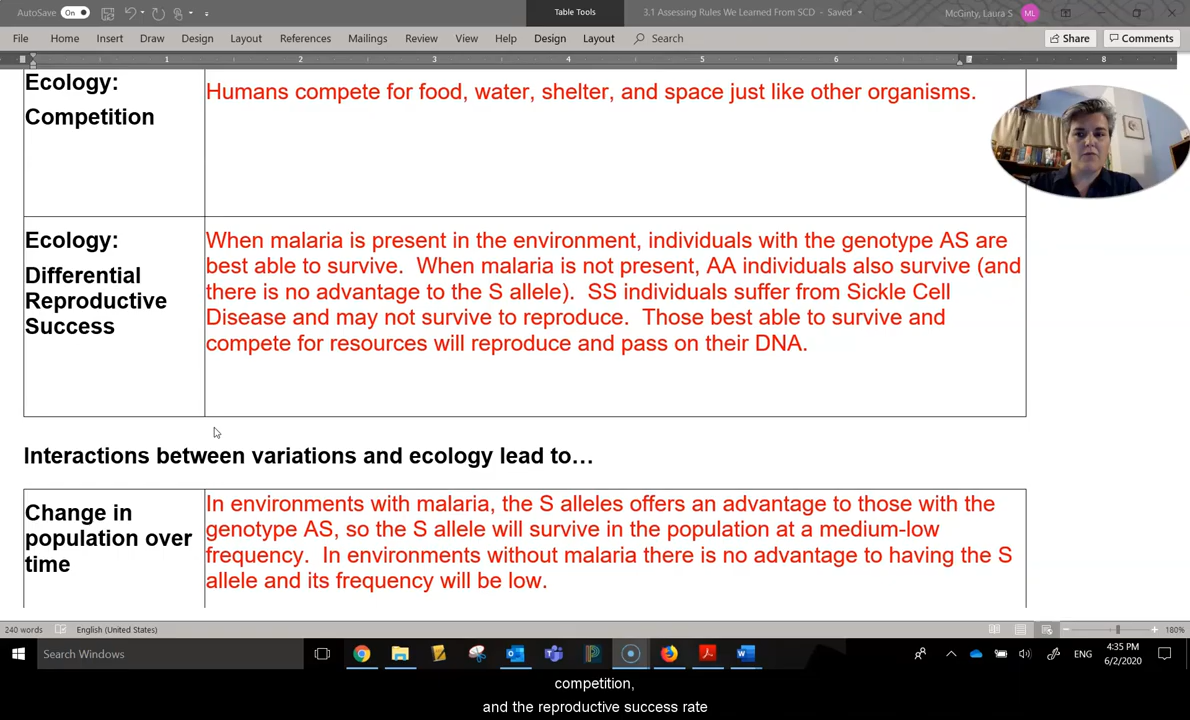 AutoSave On
Table Tools
3.1 Assessing Rules We Learned From SCD - Saved
McGinty, Laura S ML
File Home Insert Draw Design Layout References Mailings Review View Help Design Layout Search Share Comments
1 2 3 4 5 6 8
Ecology:
Competition
Humans compete for food, water, shelter, and space just like other organisms.
Ecology:
Differential
Reproductive
Success
When malaria is present in the environment, individuals with the genotype AS are
best able to survive. When malaria is not present, AA individuals also survive (and
there is no advantage to the S allele). SS individuals suffer from Sickle Cell
Disease and may not survive to reproduce. Those best able to survive and
compete for resources will reproduce and pass on their DNA.
Interactions between variations and ecology lead to…
Change in
population over
time
In environments with malaria, the S alleles offers an advantage to those with the
genotype AS, so the S allele will survive in the population at a medium-low
frequency. In environments without malaria there is no advantage to having the S
allele and its frequency will be low.
240 words English (United States) 180%
Search Windows
ENG
4:35 PM
6/2/2020
competition,
and the reproductive success rate